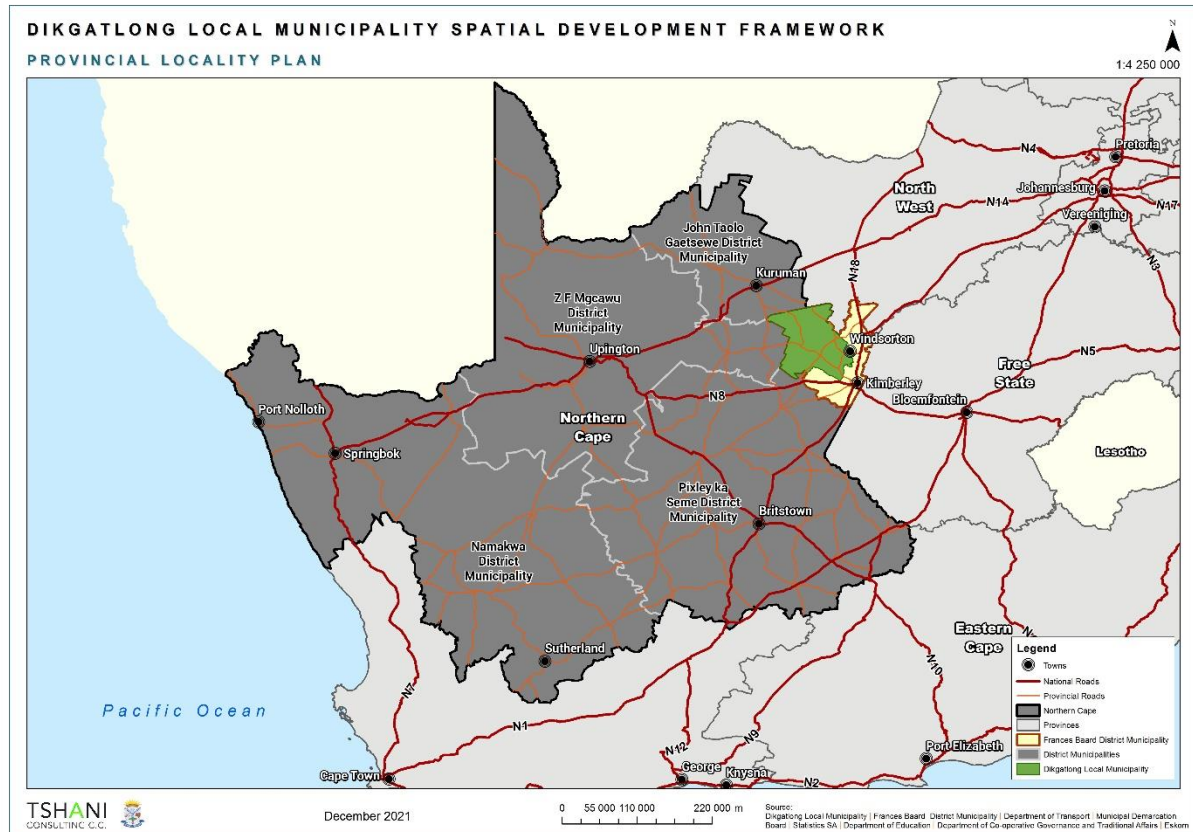 DIKGATLONG LOCAL MUNICIPALITY SPATIAL DEVELOPMENT FRAMEWORK
PROVINCIAL LOCALITY PLAN
N
1:4 250 000
N4
Pretoria
Johannesburg
North
West
N14
N17
Vereeniging
John Taolo
Gaetsewe District
Municipality
N3
Kuruman
N18
Z F Mgcawu
District
Municipality
Windsorton
Upington
N5
Free
State
Kimberley
N8
Bloemfontein
Port Nolloth
Northern
Cape
Springbok
Lesotho
Pixley ka
Seme District
Municipality
Britstown
Namakwa
District
Municipality
Eastern
Cape
Sutherland
N10
N7
Pacific Ocean
N1
N12
N9
Port Elizabeth
Cape Town
George
Knysna
N2
Legend
Towns
National Roads
Provincial Roads
Northern Cape
Provinces
Frances Baard District Municipality
District Municipalities
Dikgatlong Local Municipality
TSHANI
CONSULTING C.C.
December 2021
0 55 000 110 000 220 000 m
Source:
Dikgatlong Local Municipality | Frances Baard District Municipality | Department of Transport | Municipal Demarcation
Board | Statistics SA | Department of Education | Department of Co-operative Governance and Traditional Affairs | Eskom